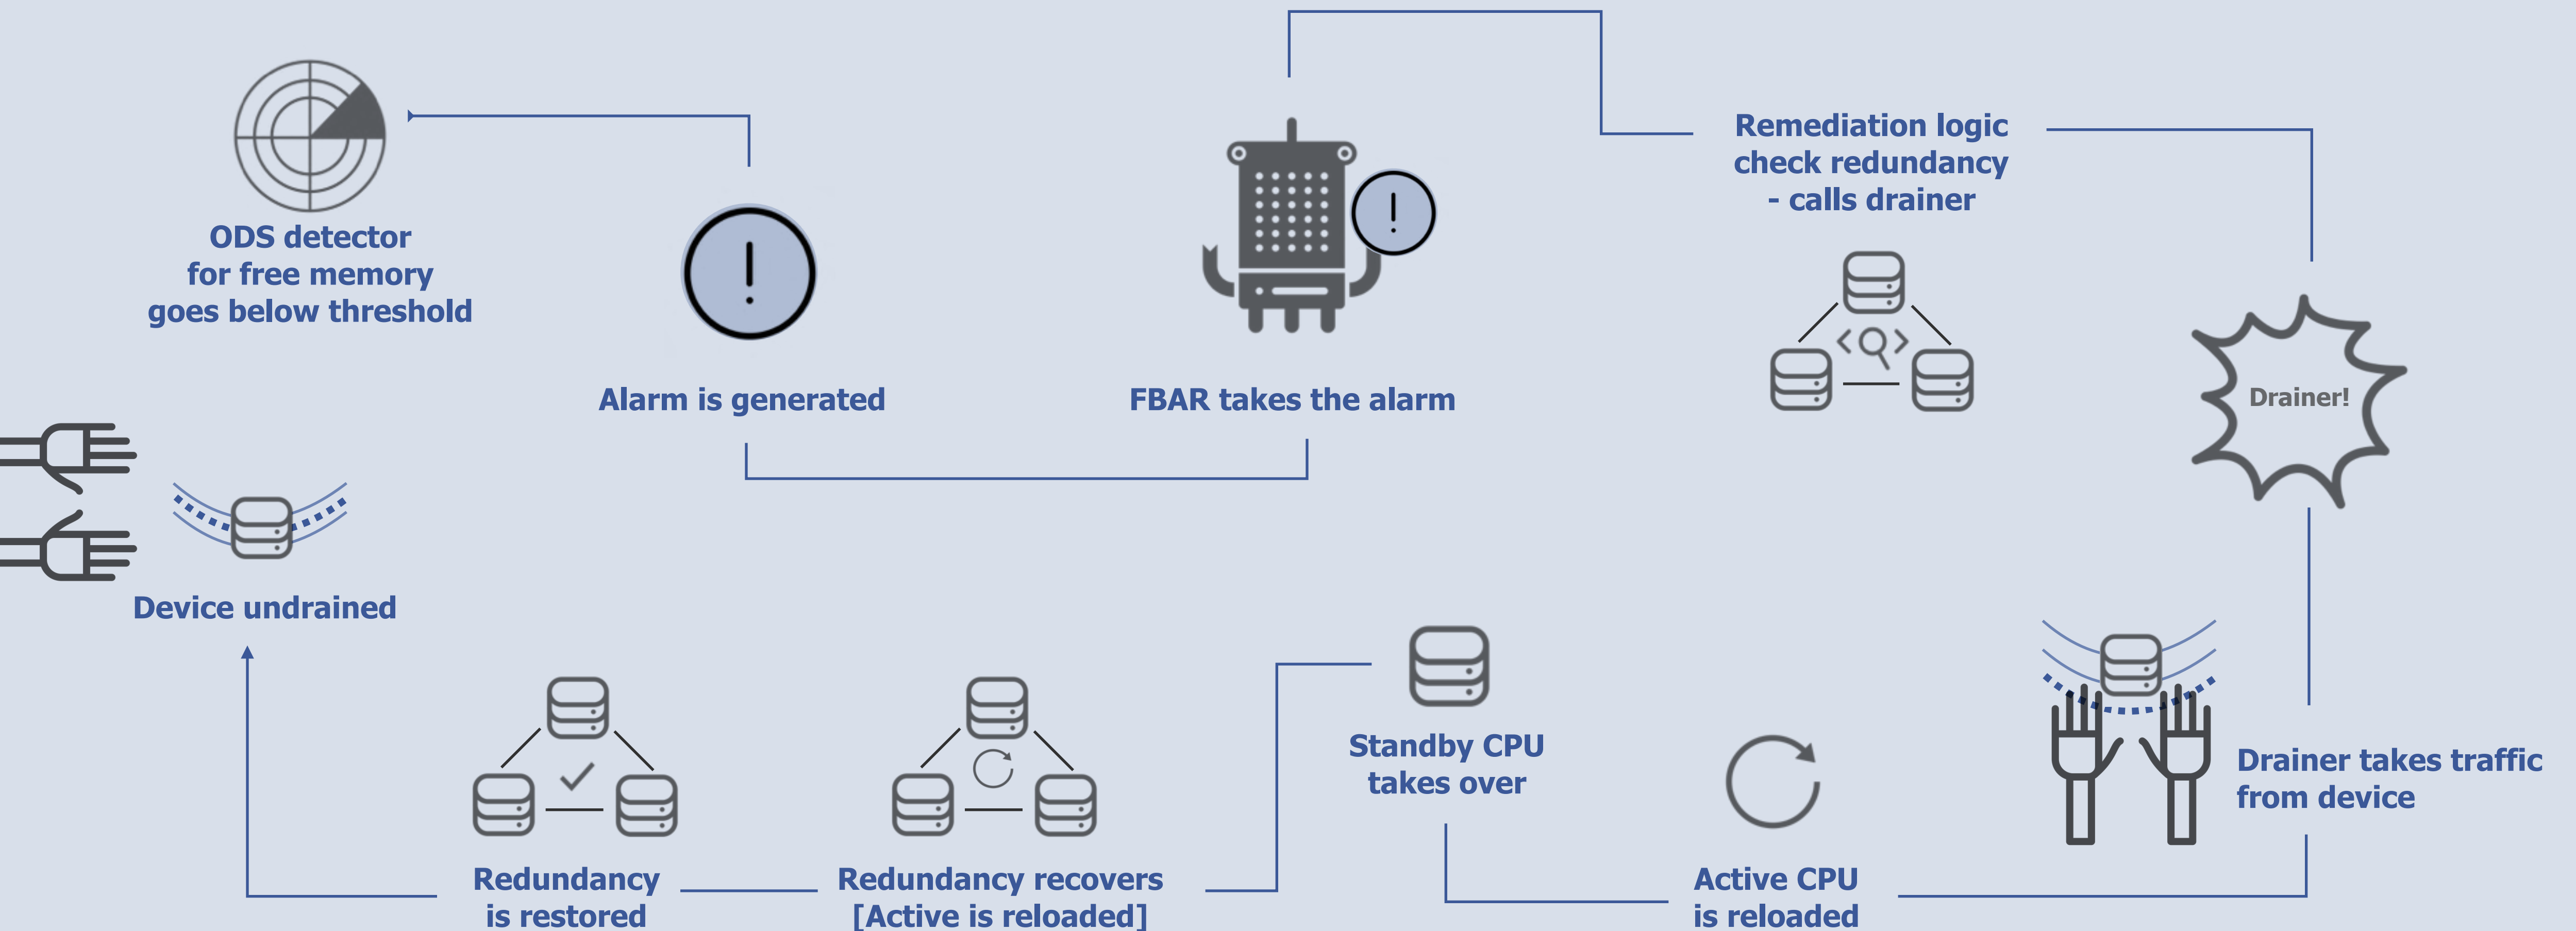 ODS detector
for free memory
goes below threshold
Alarm is generated
FBAR takes the alarm
Remediation logic
check redundancy
- calls drainer
Drainer!
Drainer takes traffic
from device
Active CPU
is reloaded
Standby CPU
takes over
Redundancy recovers
[Active is reloaded]
Redundancy
is restored
Device undrained